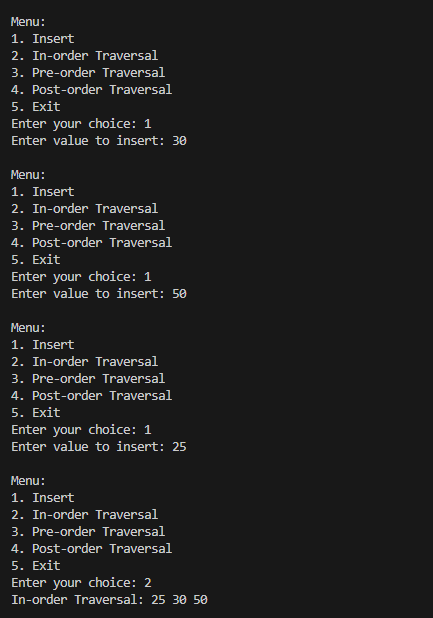 Menu:
1. Insert
2. In-order Traversal
3. Pre-order Traversal
4. Post-order Traversal
5. Exit
Enter your choice: 1
Enter value to insert: 30
Menu:
1. Insert
2. In-order Traversal
3. Pre-order Traversal
4. Post-order Traversal
5. Exit
Enter your choice: 1
Enter value to insert: 50
Menu:
1. Insert
2. In-order Traversal
3. Pre-order Traversal
4. Post-order Traversal
5. Exit
Enter your choice: 1
Enter value to insert: 25
Menu:
1. Insert
2. In-order Traversal
3. Pre-order Traversal
4. Post-order Traversal
5. Exit
Enter your choice: 2
In-order Traversal: 25 30 50